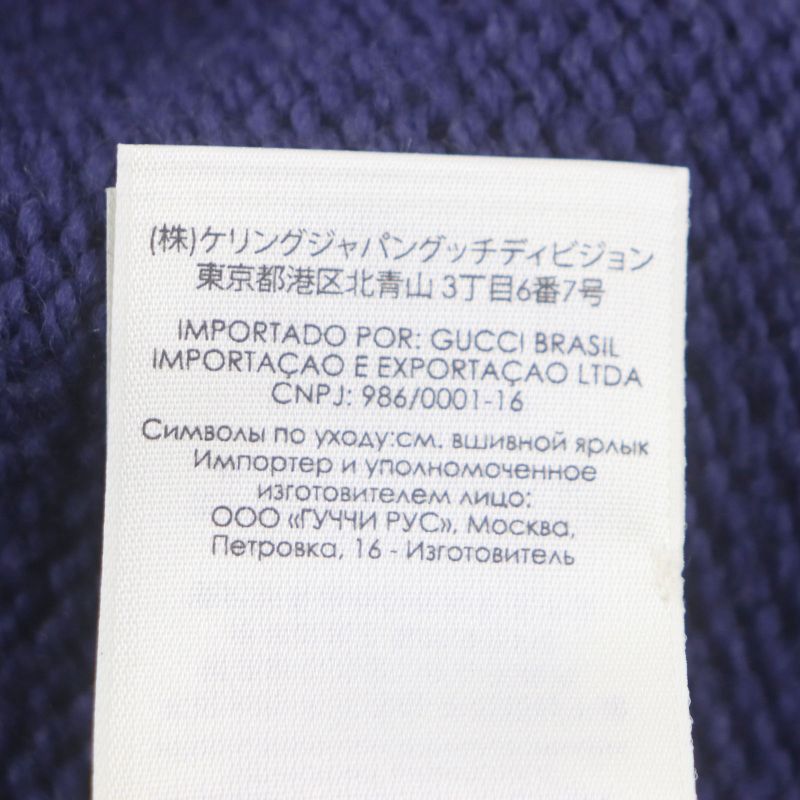 (株)ケリングジャパングッチディビジョン
東京都港区北青山 3丁目6番7号
IMPORTADO POR: GUCCI BRASIL
IMPORTAÇAO E EXPORTAÇAO LTDA
CNPJ: 986/0001-16
Символы по уходу:см. вшивной ярлык
Импортер и уполномоченное
изготовителем лицо:
ООО «ГУЧЧИ РУС», Москва,
Петровка, 16 - Изготовитель